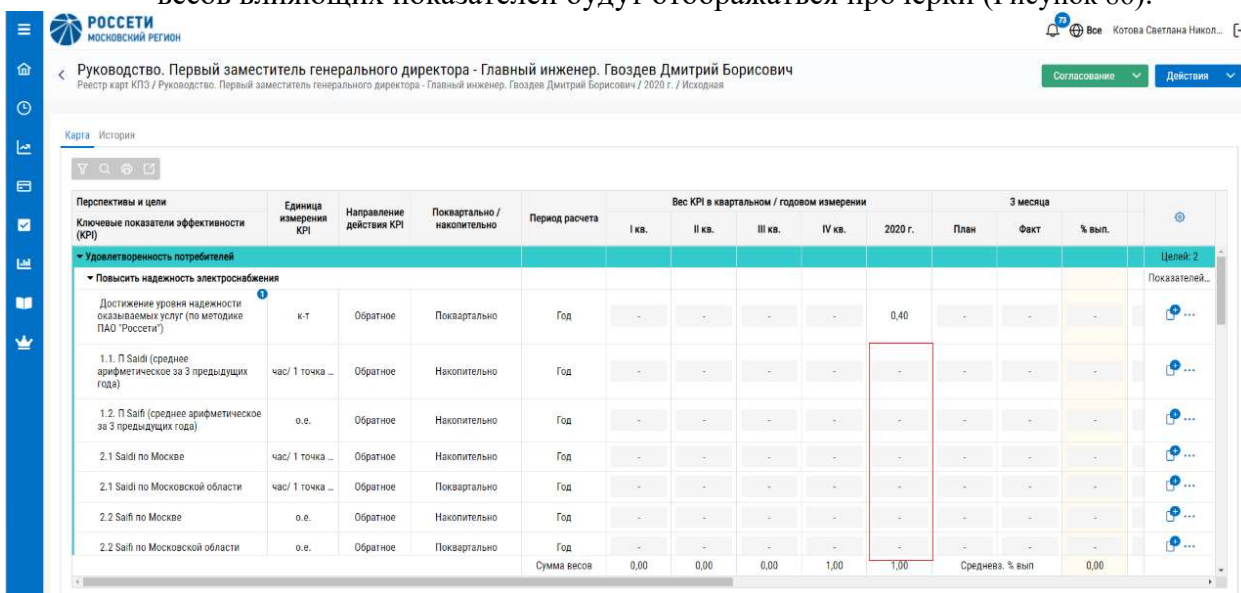 весов влияющих показателей будут отображаться прочерки (Рисунок 80).
РОССЕТИ
МОСКОВСКИЙ РЕГИОН
73
Все Котова Светлана Никол...
Руководство. Первый заместитель генерального директора - Главный инженер. Гвоздев Дмитрий Борисович
Реестр карт КПЭ / Руководство. Первый заместитель генерального директора - Главный инженер. Гвоздев Дмитрий Борисович / 2020 г. / Исходная
Согласование Действия
Карта История
Перспективы и цели
Ключевые показатели эффективности (KPI)
Единица измерения KPI
Направление действия KPI
Поквартально / накопительно
Период расчета
Вес KPI в квартальном / годовом измерении
I кв. II кв. III кв. IV кв. 2020 г.
3 месяца
План Факт % вып.
Удовлетворенность потребителей Целей: 2
Повысить надежность электроснабжения Показателей...
Достижение уровня надежности оказываемых услуг (по методике ПАО "Россети") 1 к-т Обратное Поквартально Год - - - - 0,40 - - - ...
1.1. П Saidi (среднее арифметическое за 3 предыдущих года) час/ 1 точка ... Обратное Накопительно Год - - - - - - - - ...
1.2. П Saifi (среднее арифметическое за 3 предыдущих года) о.е. Обратное Накопительно Год - - - - - - - - ...
2.1 Saidi по Москве час/ 1 точка ... Обратное Накопительно Год - - - - - - - - ...
2.1 Saidi по Московской области час/ 1 точка ... Обратное Поквартально Год - - - - - - - - ...
2.2 Saifi по Москве о.е. Обратное Накопительно Год - - - - - - - - ...
2.2 Saifi по Московской области о.е. Обратное Поквартально Год - - - - - - - - ...
Сумма весов 0,00 0,00 0,00 1,00 1,00 Средневз. % вып 0,00